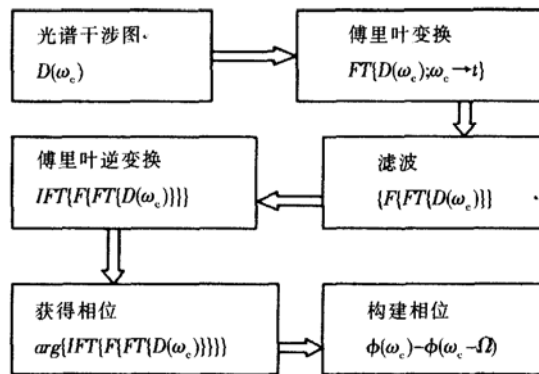 光谱干涉图
D(ω_c)
傅里叶变换
FT{D(ω_c);ω_c→t}
滤波
{F{FT{D(ω_c)}}
傅里叶逆变换
IFT{F{FT{D(ω_c)}}}
获得相位
arg{IFT{F{FT{D(ω_c)}}}}
构建相位
ϕ(ω_c)-ϕ(ω_c-Ω)